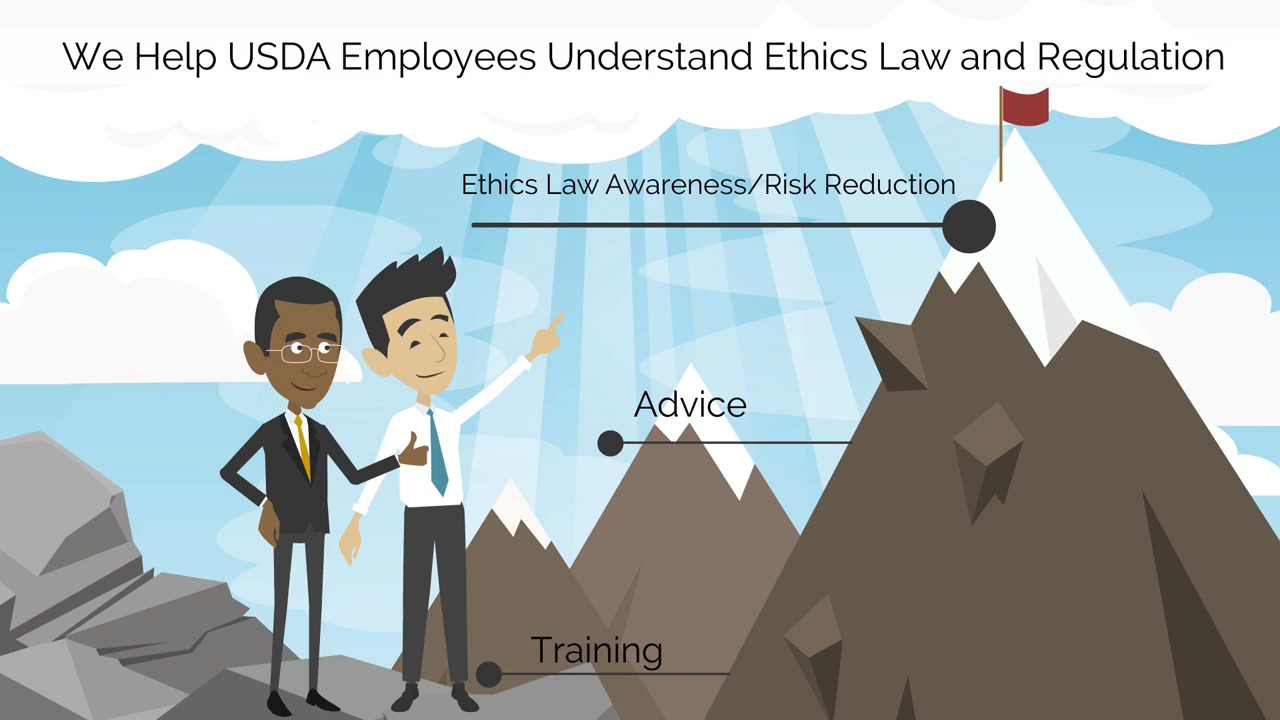 We Help USDA Employees Understand Ethics Law and Regulation
Ethics Law Awareness/Risk Reduction
Advice
Training